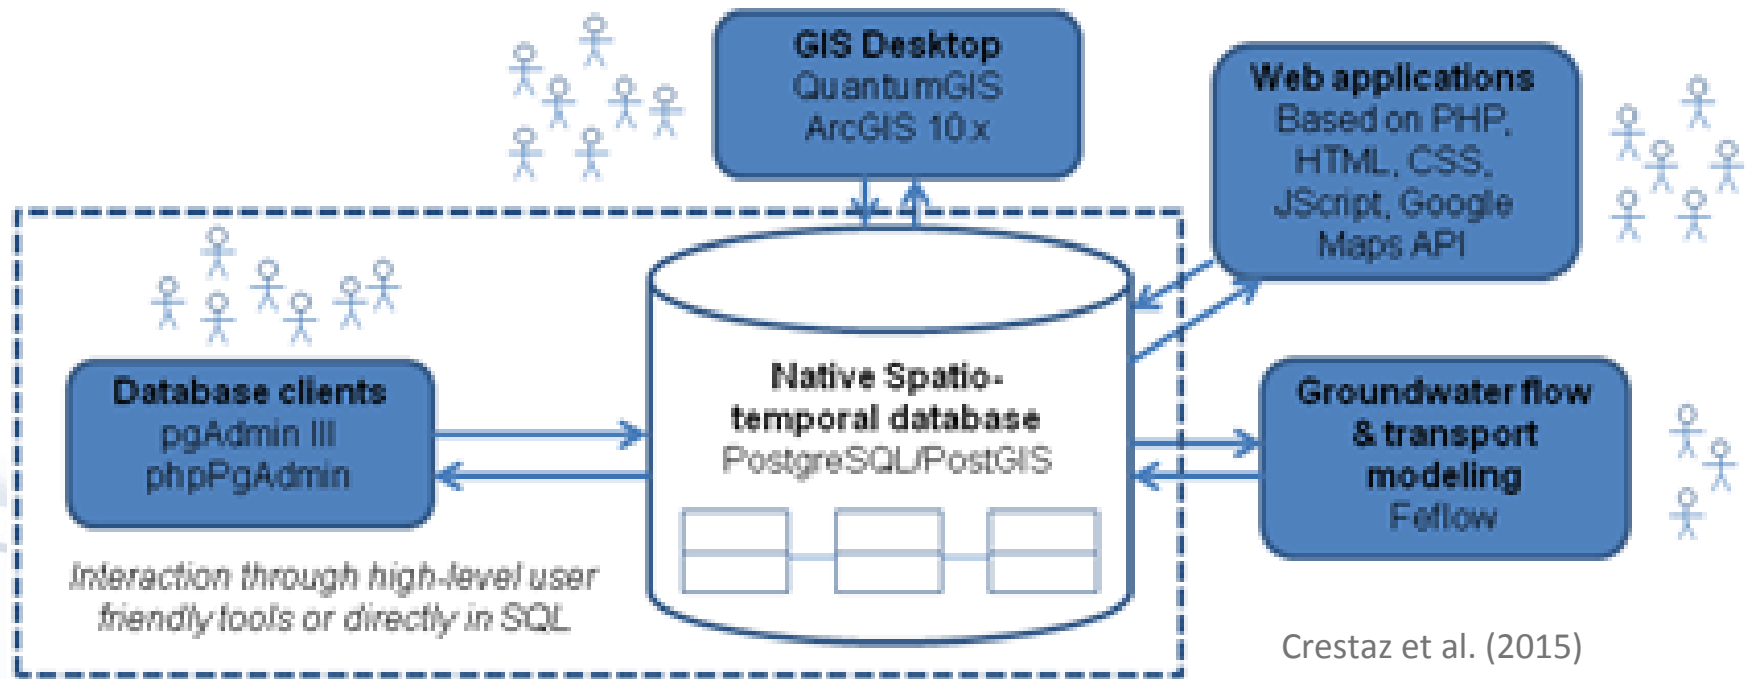 GIS Desktop
QuantumGIS
ArcGIS 10.x
Web applications
Based on PHP,
HTML, CSS,
JScript, Google
Maps API
Database clients
pgAdmin III
phpPgAdmin
Native Spatio-
temporal database
PostgreSQL/PostGIS
Groundwater flow
& transport
modeling
Feflow
Interaction through high-level user
friendly tools or directly in SQL
Crestaz et al. (2015)